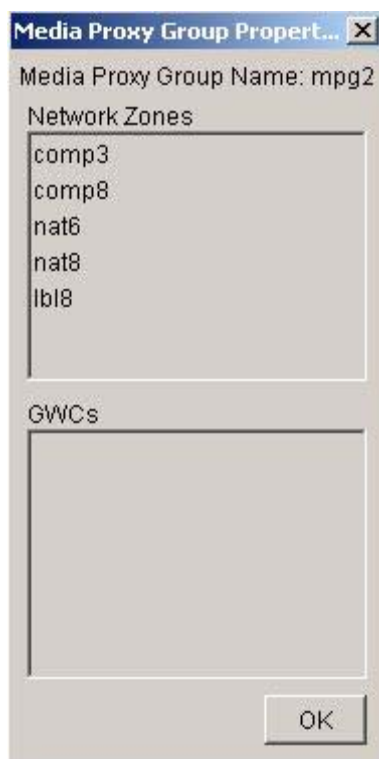 Media Proxy Group Propert...
Media Proxy Group Name: mpg2
Network Zones
comp3
comp8
nat6
nat8
lbl8
GWCs
OK